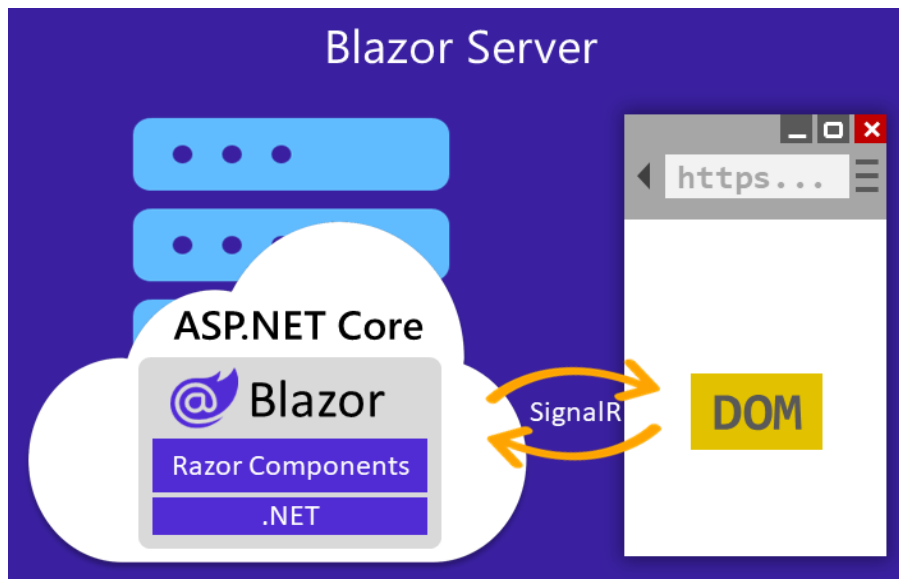 Blazor Server
https...
ASP.NET Core
@ Blazor
Razor Components
.NET
SignalR
DOM